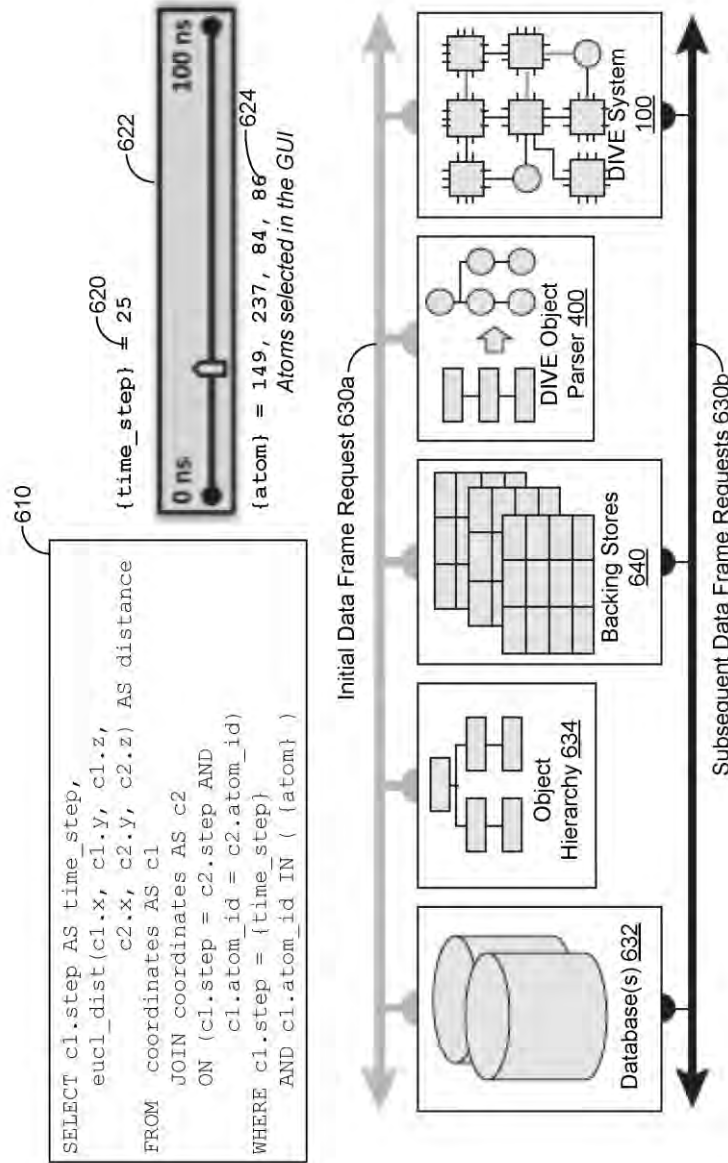 610
SELECT c1.step AS time_step,
eucl_dist(c1.x, c1.y, c1.z,
c2.x, c2.y, c2.z) AS distance
FROM coordinates AS c1
JOIN coordinates AS c2
ON (c1.step = c2.step AND
c1.atom_id = c2.atom_id)
WHERE c1.step = {time_step}
AND c1.atom_id IN ( {atom} )
620
{time_step} = 25
622
0 ns
100 ns
{atom} = 149, 237, 84, 86
624
Atoms selected in the GUI
Initial Data Frame Request 630a
Database(s) 632
Object
Hierarchy 634
Backing Stores
640
DIVE Object
Parser 400
DIVE System
100
Subsequent Data Frame Requests 630b